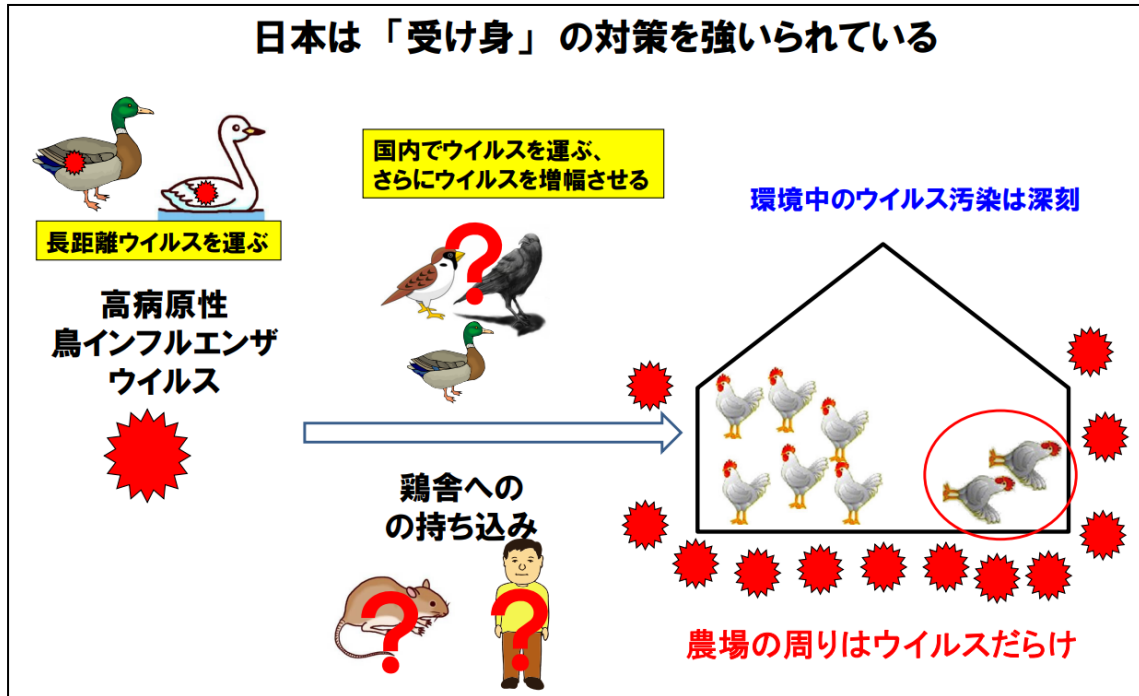 日本は「受け身」の対策を強いられている
長距離ウイルスを運ぶ
高病原性
鳥インフルエンザ
ウイルス
国内でウイルスを運ぶ、
さらにウイルスを増幅させる
?
鶏舎への
の持ち込み
?
?
環境中のウイルス汚染は深刻
農場の周りはウイルスだらけ